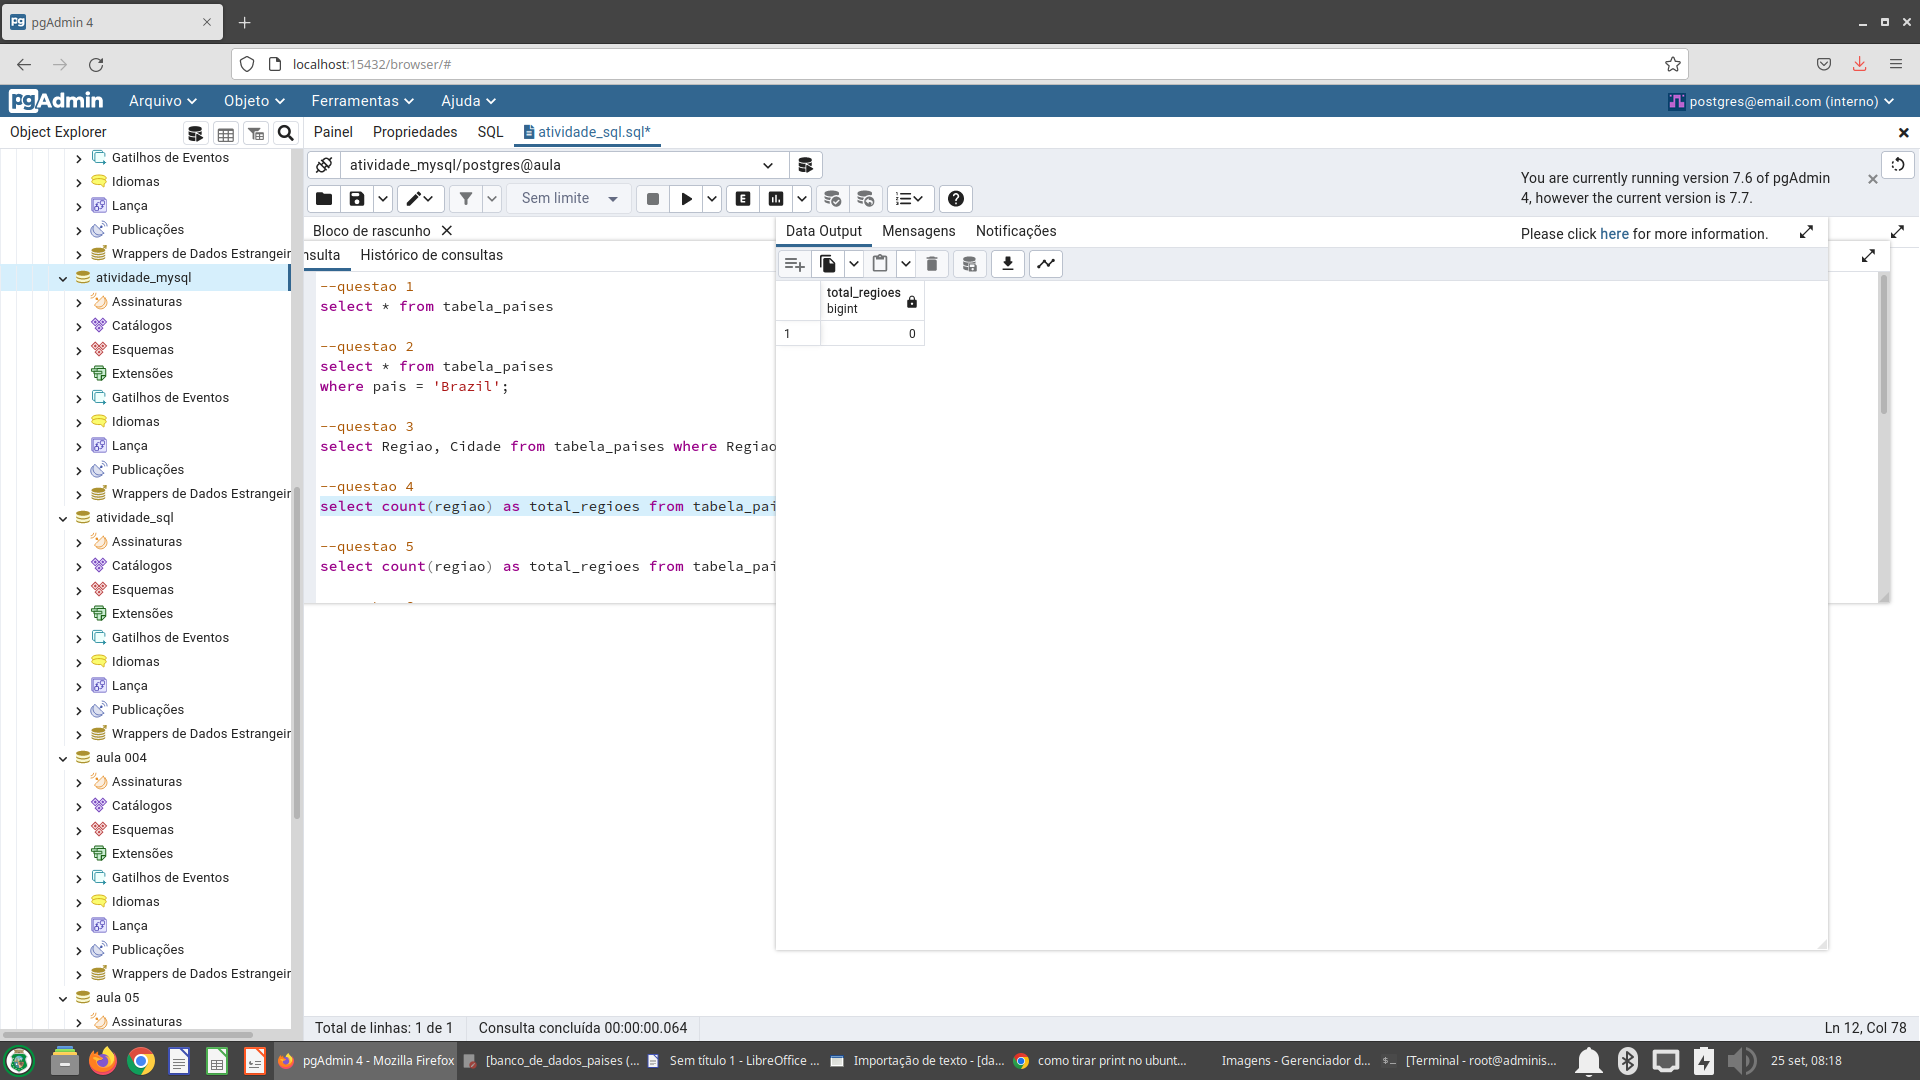 pgAdmin 4
localhost:15432/browser/#
pgAdmin Arquivo Objeto Ferramentas Ajuda postgres@email.com (interno)
Object Explorer
Painel Propriedades SQL atividade_sql.sql*
Gatilhos de Eventos
Idiomas
Lança
Publicações
Wrappers de Dados Estrangeir
atividade_mysql
Assinaturas
Catálogos
Esquemas
Extensões
Gatilhos de Eventos
Idiomas
Lança
Publicações
Wrappers de Dados Estrangeir
atividade_sql
Assinaturas
Catálogos
Esquemas
Extensões
Gatilhos de Eventos
Idiomas
Lança
Publicações
Wrappers de Dados Estrangeir
aula 004
Assinaturas
Catálogos
Esquemas
Extensões
Gatilhos de Eventos
Idiomas
Lança
Publicações
Wrappers de Dados Estrangeir
aula 05
Assinaturas
atividade_mysql/postgres@aula
Sem limite
E
You are currently running version 7.6 of pgAdmin
4, however the current version is 7.7.
Please click here for more information.
Bloco de rascunho
nsulta Histórico de consultas
--questao 1
select * from tabela_paises
--questao 2
select * from tabela_paises
where pais = 'Brazil';
--questao 3
select Regiao, Cidade from tabela_paises where Regiao
--questao 4
select count(regiao) as total_regioes from tabela_pai
--questao 5
select count(regiao) as total_regioes from tabela_pai
Data Output Mensagens Notificações
total_regioes
bigint
1 0
Total de linhas: 1 de 1 Consulta concluída 00:00:00.064 Ln 12, Col 78
pgAdmin 4 - Mozilla Firefox [banco_de_dados_paises (... Sem título 1 - LibreOffice ... Importação de texto - [da... como tirar print no ubunt... Imagens - Gerenciador d... [Terminal - root@adminis... 25 set, 08:18